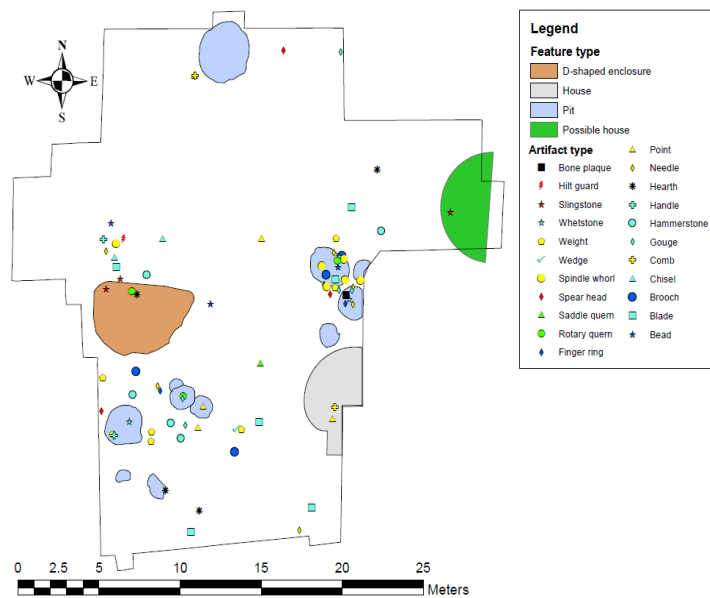 N
W E
S
Legend
Feature type
D-shaped enclosure
House
Pit
Possible house
Artifact type
Bone plaque
Hilt guard
Slingstone
Whetstone
Weight
Wedge
Spindle whorl
Spear head
Saddle quern
Rotary quern
Finger ring
Point
Needle
Hearth
Handle
Hammerstone
Gouge
Comb
Chisel
Brooch
Blade
Bead
0 2.5 5 10 15 20 25
Meters